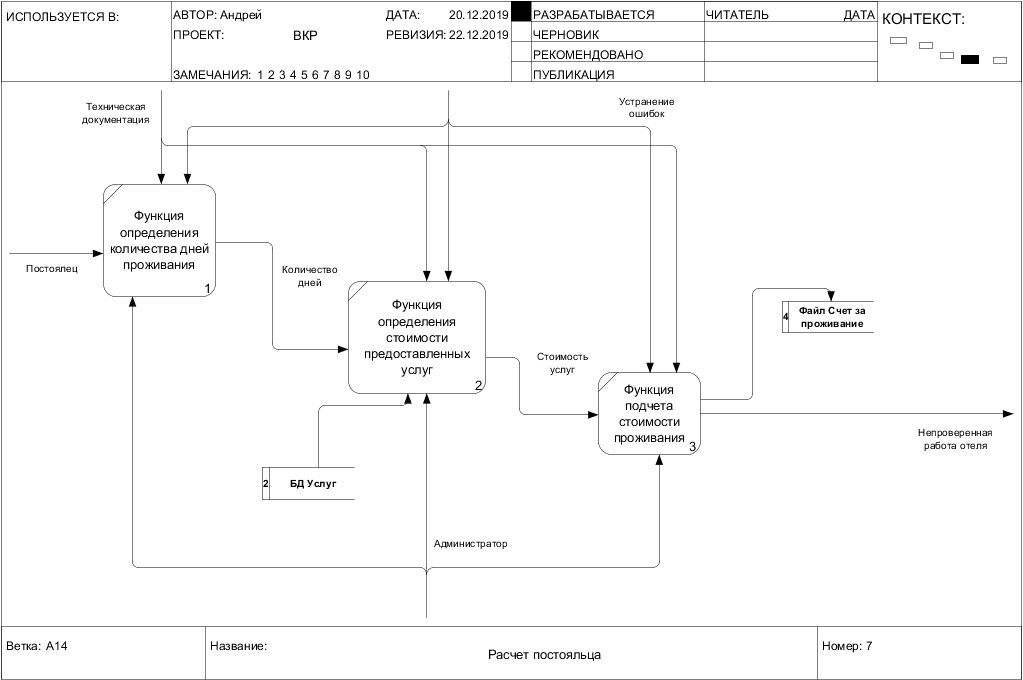 ИСПОЛЬЗУЕТСЯ В:
АВТОР: Андрей
ДАТА: 20.12.2019
ПРОЕКТ: ВКР
РЕВИЗИЯ: 22.12.2019
ЗАМЕЧАНИЯ: 1 2 3 4 5 6 7 8 9 10
РАЗРАБАТЫВАЕТСЯ
ЧЕРНОВИК
РЕКОМЕНДОВАНО
ПУБЛИКАЦИЯ
ЧИТАТЕЛЬ ДАТА
КОНТЕКСТ:
Техническая
документация
Устранение
ошибок
Функция
определения
количества дней
проживания
1
Постоялец
Количество
дней
Функция
определения
стоимости
предоставленных
услуг
2
Стоимость
услуг
4
Файл Счет за
проживание
Функция
подчета
стоимости
проживания
3
Непроверенная
работа отеля
2 БД Услуг
Администратор
Ветка: A14
Название:
Расчет постояльца
Номер: 7